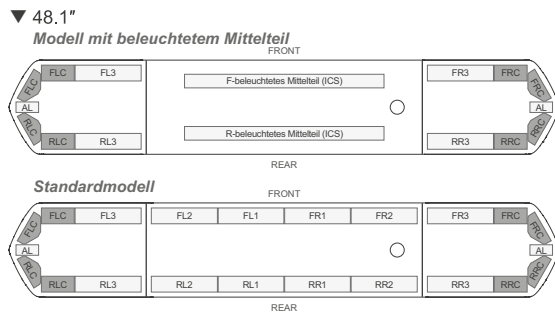 ▼ 48.1″
Modell mit beleuchtetem Mittelteil
FRONT
FLC FLC FL3 F-beleuchtetes Mittelteil (ICS) FR3 FRC FRC
AL AL
RLC RLC RL3 R-beleuchtetes Mittelteil (ICS) RR3 RRC RRC
REAR
Standardmodell
FRONT
FLC FLC FL3 FL2 FL1 FR1 FR2 FR3 FRC FRC
AL AL
RLC RLC RL3 RL2 RL1 RR1 RR2 RR3 RRC RRC
REAR